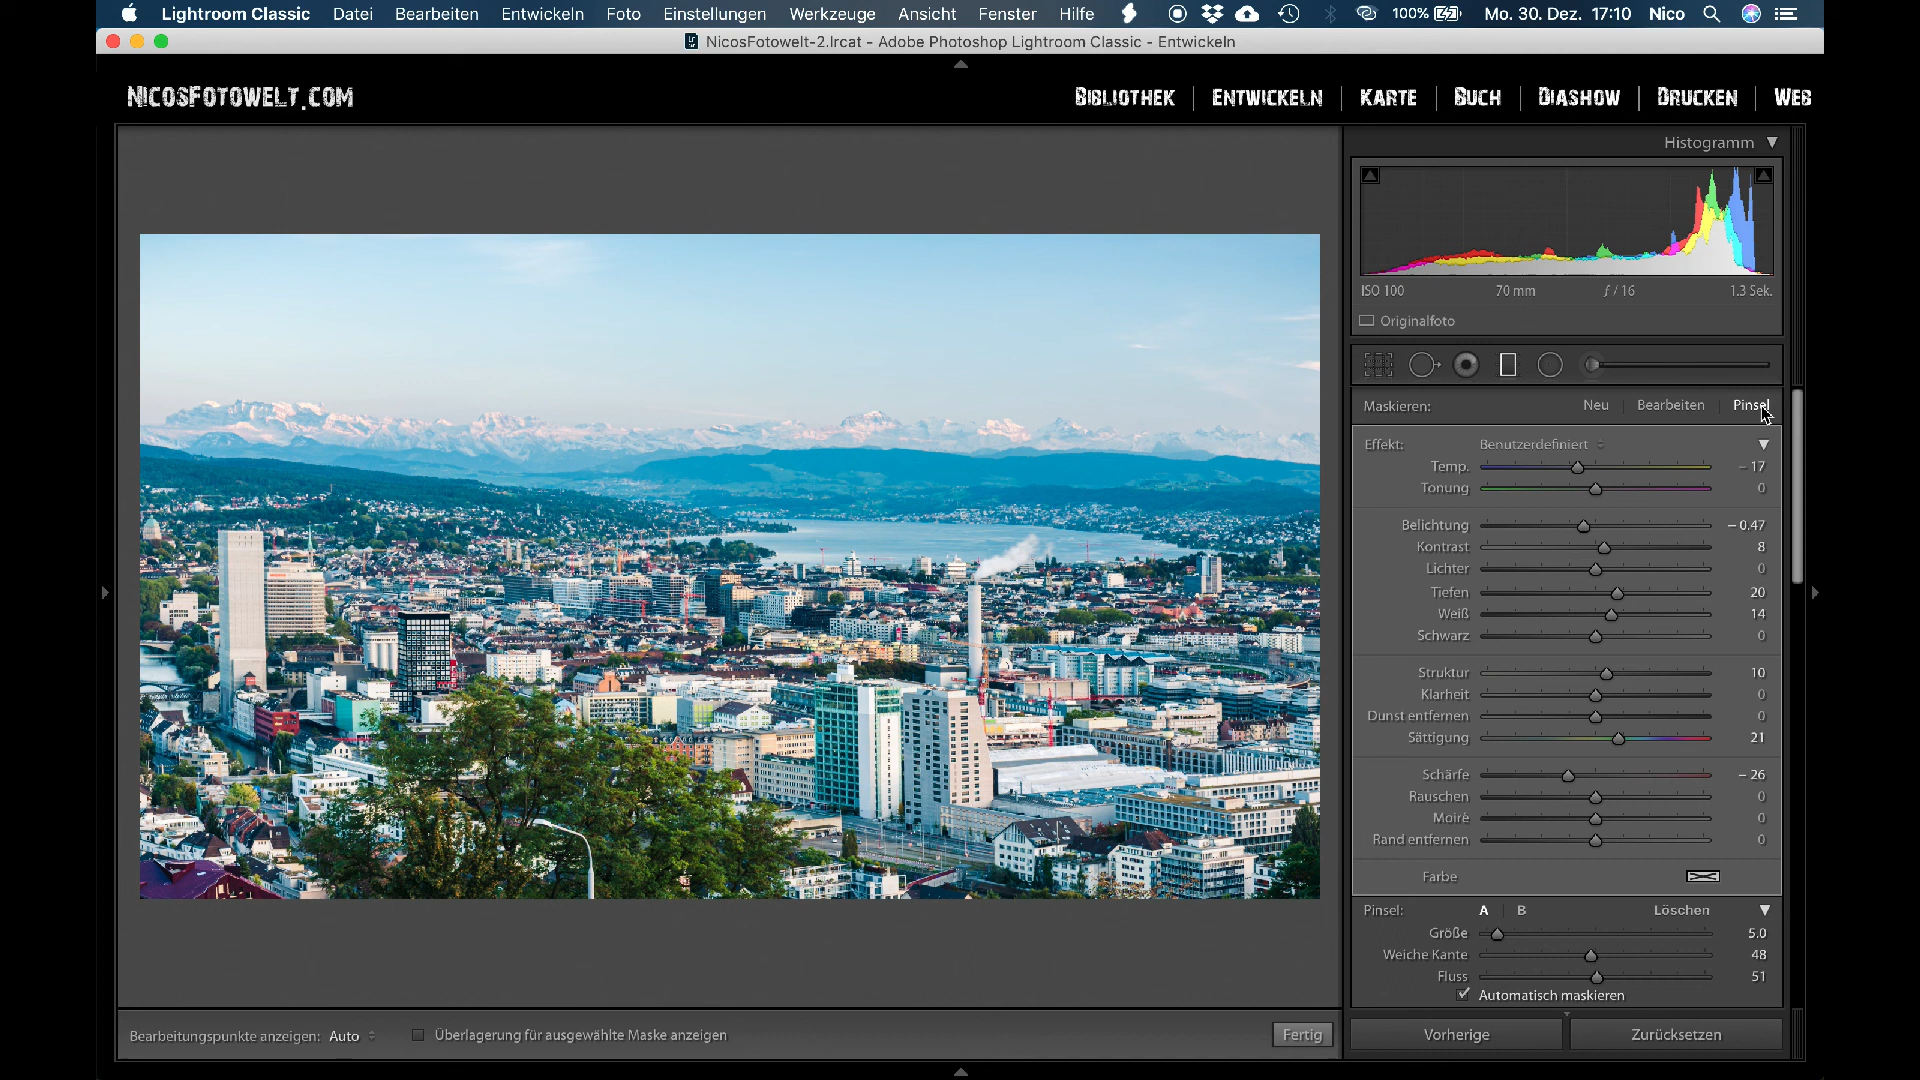 Lightroom Classic Datei Bearbeiten Entwickeln Foto Einstellungen Werkzeuge Ansicht Fenster Hilfe 100% Mo. 30. Dez. 17:10 Nico
NicosFotowelt-2.lrcat - Adobe Photoshop Lightroom Classic - Entwickeln
NicosFotowelt.com
Bibliothek | Entwickeln | Karte | Buch | Diashow | Drucken | Web
Histogramm
ISO 100 70 mm ƒ / 16 1.3 Sek.
Originalfoto
Maskieren: Neu Bearbeiten Pinsel
Effekt: Benutzerdefiniert
Temp. – 17
Tonung 0
Belichtung – 0.47
Kontrast 8
Lichter 0
Tiefen 20
Weiß 14
Schwarz 0
Struktur 10
Klarheit 0
Dunst entfernen 0
Sättigung 21
Schärfe – 26
Rauschen 0
Moiré 0
Rand entfernen 0
Farbe
Pinsel: A B Löschen
Größe 5.0
Weiche Kante 48
Fluss 51
Automatisch maskieren
Bearbeitungspunkte anzeigen: Auto Überlagerung für ausgewählte Maske anzeigen Fertig Vorherige Zurücksetzen